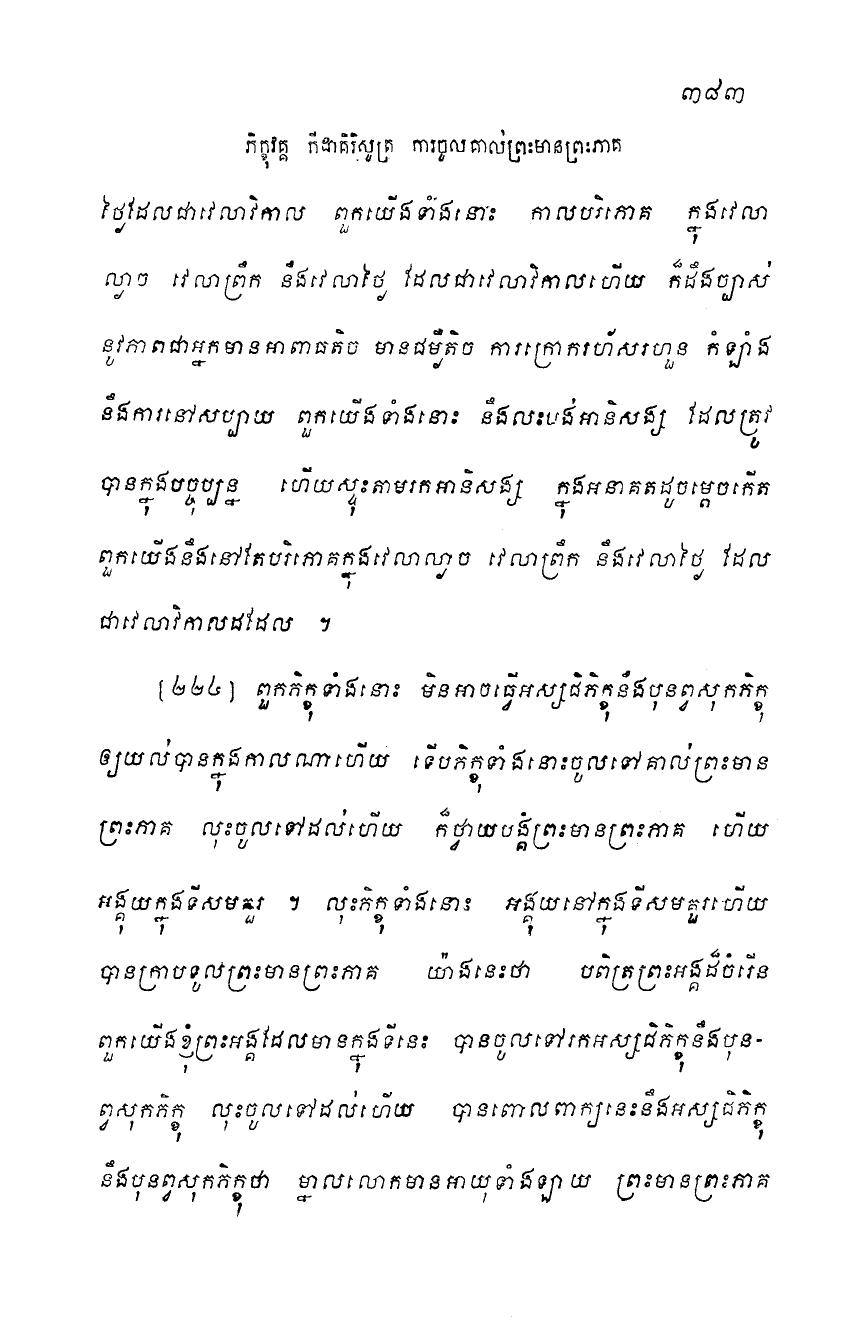 ៣៨៣
ភិក្ខុវគ្គ កីដាគិរិសូត្រ ការចូលគាល់ព្រះមានព្រះភាគ
ថ្ងៃដែលជាវេលាវិកាល ពួកយើងទាំងនោះ កាលបរិភោគ ក្នុងវេលា
ល្ងាច វេលាព្រឹក នឹងវេលាថ្ងៃ ដែលជាវេលាវិកាលហើយ ក៏ដឹងច្បាស់
នូវភាពជាអ្នកមានអាពាធតិច មានជម្ងឺតិច ការក្រោករហ័សរហួន កំឡាំង
នឹងការនៅសប្បាយ ពួកយើងទាំងនោះ នឹងលះបង់អានិសង្ស ដែលត្រូវ
បានក្នុងបច្ចុប្បន្ន ហើយស្ទុះតាមរកអានិសង្ស ក្នុងអនាគតដូចម្តេចកើត
ពួកយើងនឹងនៅតែបរិភោគក្នុងវេលាល្ងាច វេលាព្រឹក នឹងវេលាថ្ងៃ ដែល
ជាវេលាវិកាលដដែល ។
[២២៤] ពួកភិក្ខុទាំងនោះ មិនអាចធ្វើអស្សជិភិក្ខុនឹងបុនព្វសុកភិក្ខុ
ឲ្យយល់បានក្នុងកាលណាហើយ ទើបភិក្ខុទាំងនោះចូលទៅគាល់ព្រះមាន
ព្រះភាគ លុះចូលទៅដល់ហើយ ក៏ថ្វាយបង្គំព្រះមានព្រះភាគ ហើយ
អង្គុយក្នុងទីសមគួរ ។ លុះភិក្ខុទាំងនោះ អង្គុយនៅក្នុងទីសមគួរហើយ
បានក្រាបទូលព្រះមានព្រះភាគ យ៉ាងនេះថា បពិត្រព្រះអង្គដ៏ចំរើន
ពួកយើងខ្ញុំព្រះអង្គដែលមានក្នុងទីនេះ បានចូលទៅរកអស្សជិភិក្ខុនឹងបុន-
ព្វសុកភិក្ខុ លុះចូលទៅដល់ហើយ បានពោលពាក្យនេះនឹងអស្សជិភិក្ខុ
នឹងបុនព្វសុកភិក្ខុថា ម្នាលលោកមានអាយុទាំងឡាយ ព្រះមានព្រះភាគ